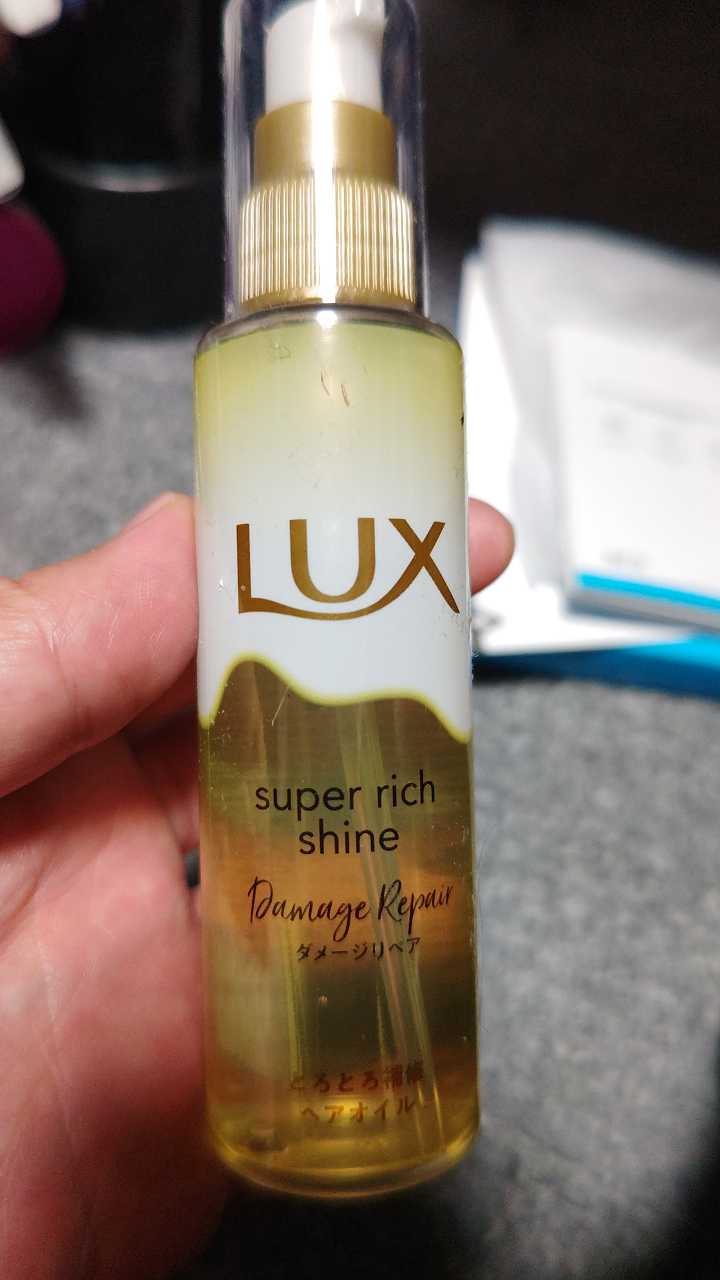 LUX
super rich
shine
Damage Repair
ダメージリペア
とろとろ補修
ヘアオイル